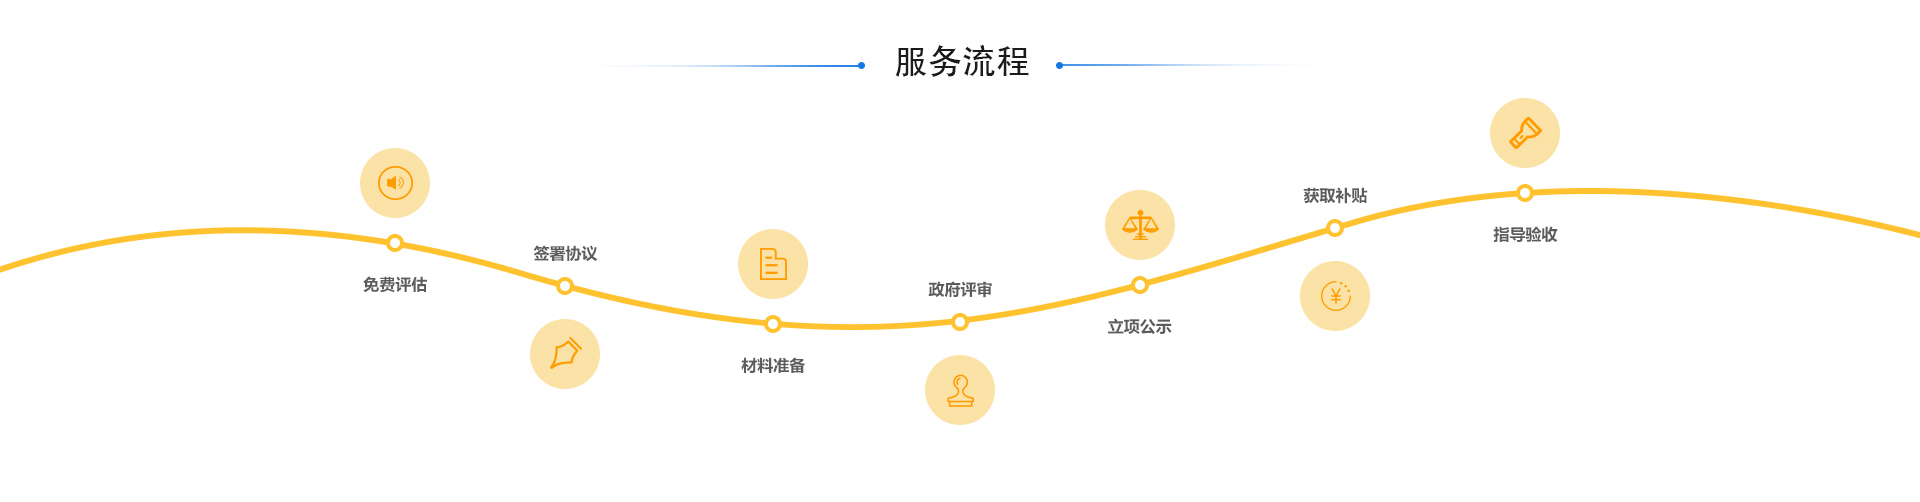 服务流程
免费评估
签署协议
材料准备
政府评审
立项公示
获取补贴
指导验收